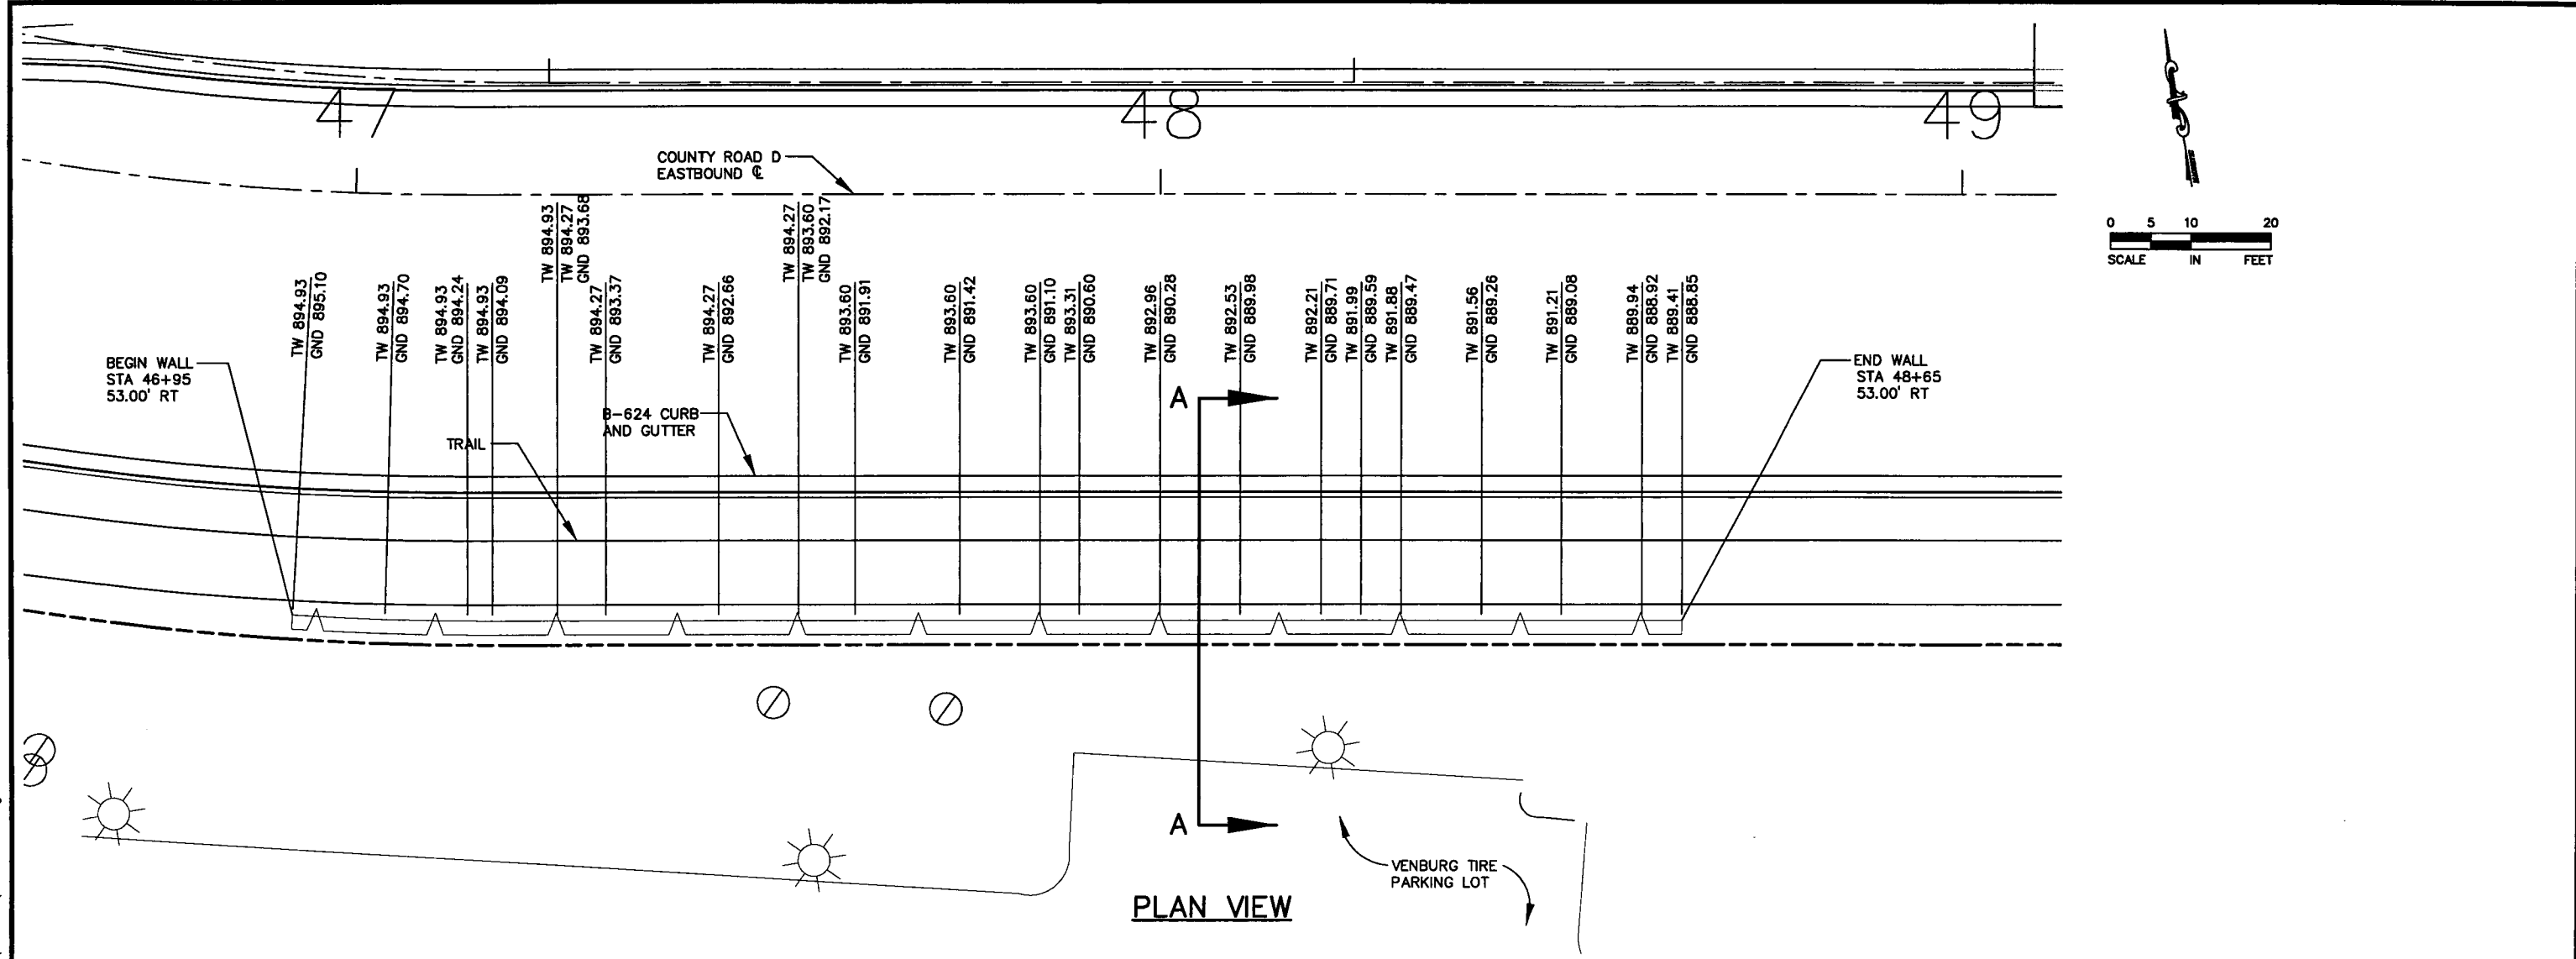 47
48
49
COUNTY ROAD D
EASTBOUND ℄
0 5 10 20
SCALE IN FEET
TW 894.93
GND 895.10
TW 894.93
GND 894.70
TW 894.93
GND 894.24
TW 894.93
GND 894.09
TW 894.93
TW 894.27
GND 893.68
TW 894.27
GND 893.37
TW 894.27
GND 892.66
TW 894.27
TW 893.60
GND 892.17
TW 893.60
GND 891.91
TW 893.60
GND 891.42
TW 893.60
GND 891.10
TW 893.31
GND 890.60
TW 892.96
GND 890.28
TW 892.53
GND 889.98
TW 892.21
GND 889.71
TW 891.99
GND 889.59
TW 891.88
GND 889.47
TW 891.56
GND 889.26
TW 891.21
GND 889.08
TW 889.94
GND 888.92
TW 889.41
GND 888.85
BEGIN WALL
STA 46+95
53.00' RT
END WALL
STA 48+65
53.00' RT
A
B-624 CURB
AND GUTTER
TRAIL
A
VENBURG TIRE
PARKING LOT
PLAN VIEW